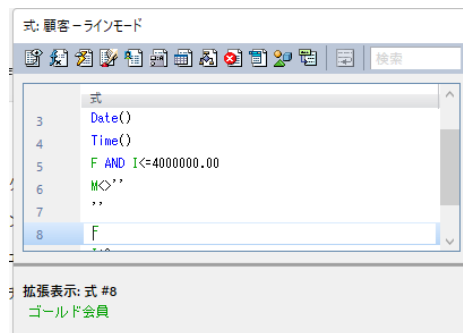 式: 顧客 – ラインモード
検索
式
3 Date()
4 Time()
5 F AND I<=4000000.00
6 M<>''
7 ''
8 F
拡張表示: 式 #8
ゴールド会員